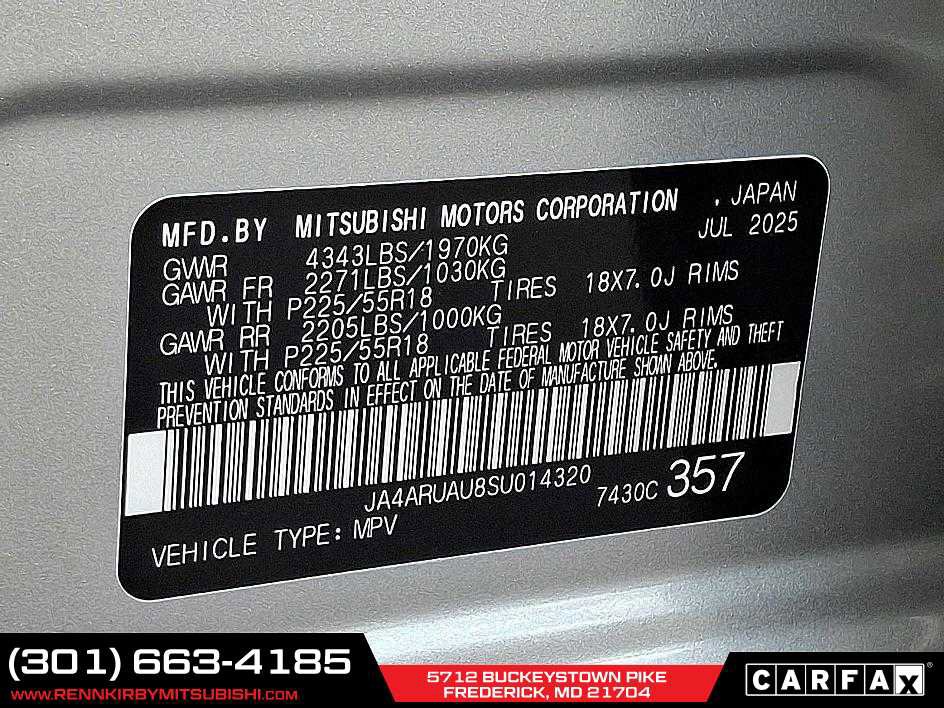 MFD.BY MITSUBISHI MOTORS CORPORATION , JAPAN
JUL 2025
GVWR 4343LBS/1970KG
GAWR FR 2271LBS/1030KG
WITH P225/55R18 TIRES 18X7.0J RIMS
GAWR RR 2205LBS/1000KG
WITH P225/55R18 TIRES 18X7.0J RIMS
THIS VEHICLE CONFORMS TO ALL APPLICABLE FEDERAL MOTOR VEHICLE SAFETY AND THEFT
PREVENTION STANDARDS IN EFFECT ON THE DATE OF MANUFACTURE SHOWN ABOVE.
JA4ARUAU8SU014320 7430C 357
VEHICLE TYPE: MPV
(301) 663-4185
WWW.RENNKIRBYMITSUBISHI.COM
5712 BUCKEYSTOWN PIKE
FREDERICK, MD 21704
CARFAX®